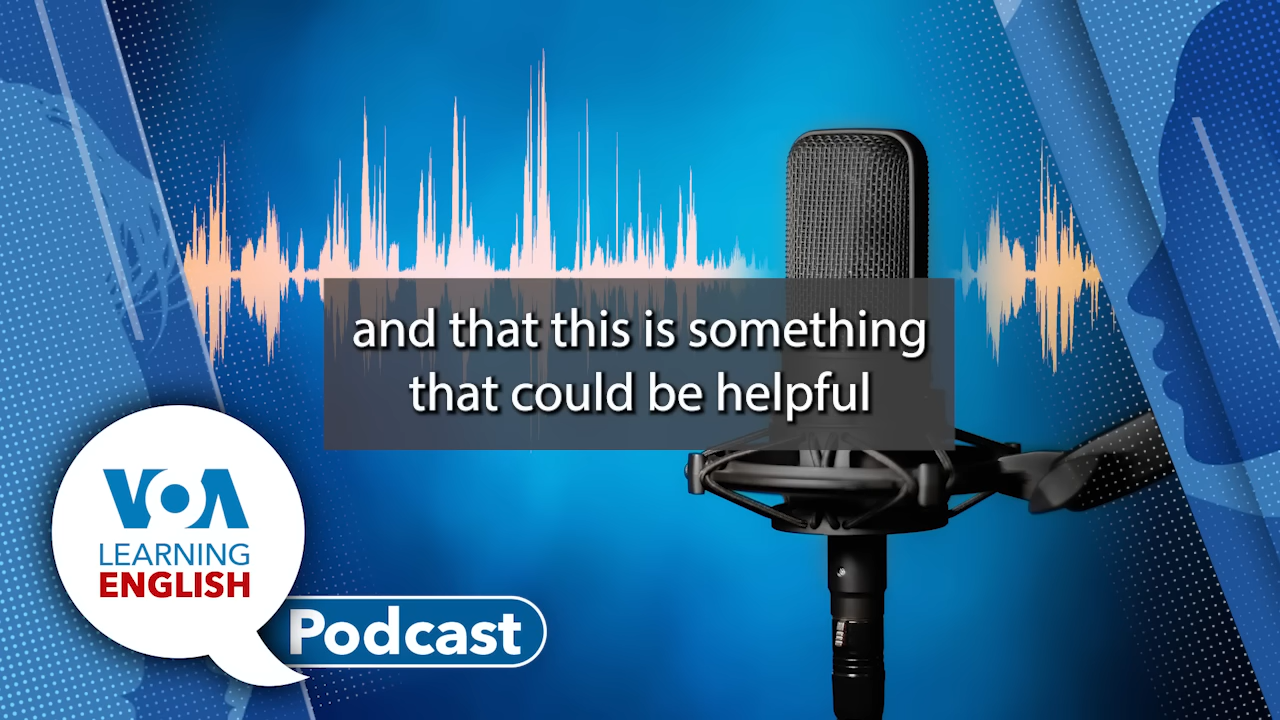 and that this is something
that could be helpful
VOA
LEARNING
ENGLISH
Podcast